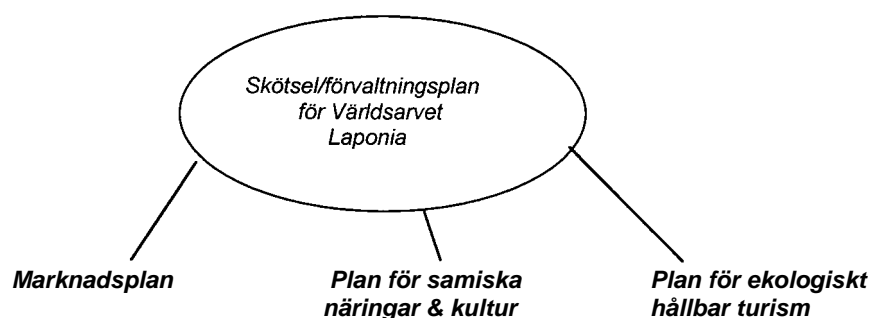 Skötsel/förvaltningsplan
för Världsarvet
Laponia
Marknadsplan
Plan för samiska
näringar & kultur
Plan för ekologiskt
hållbar turism